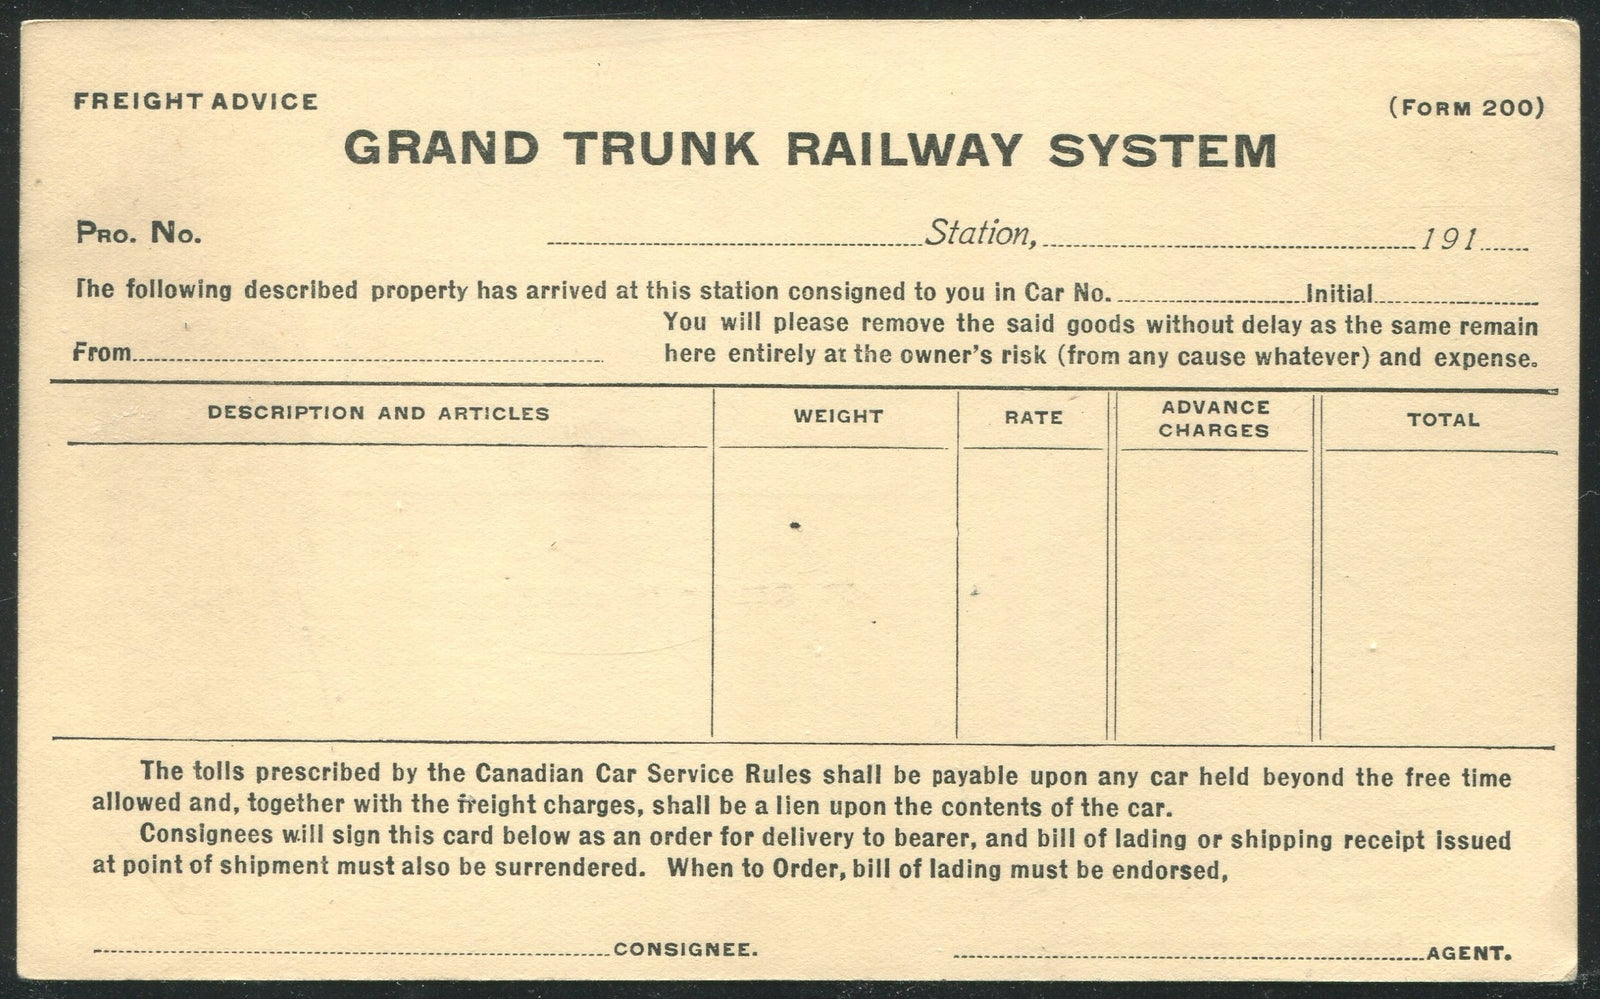 FREIGHT ADVICE
(FORM 200)
GRAND TRUNK RAILWAY SYSTEM
PRO. NO. Station, 191
The following described property has arrived at this station consigned to you in Car No. Initial
You will please remove the said goods without delay as the same remain
From here entirely at the owner's risk (from any cause whatever) and expense.
DESCRIPTION AND ARTICLES WEIGHT RATE ADVANCE CHARGES TOTAL
The tolls prescribed by the Canadian Car Service Rules shall be payable upon any car held beyond the free time
allowed and, together with the freight charges, shall be a lien upon the contents of the car.
Consignees will sign this card below as an order for delivery to bearer, and bill of lading or shipping receipt issued
at point of shipment must also be surrendered. When to Order, bill of lading must be endorsed,
CONSIGNEE. AGENT.